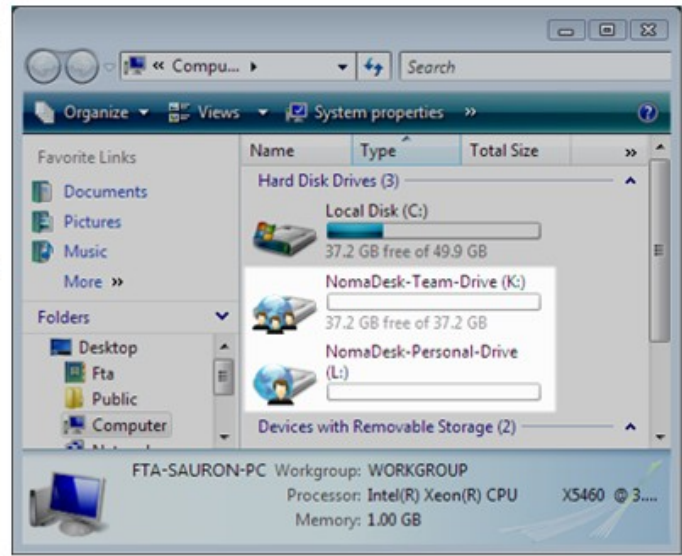 « Compu...
Search
Organize Views System properties »
Favorite Links
Documents
Pictures
Music
More »
Folders
Desktop
Fta
Public
Computer
Name Type Total Size »
Hard Disk Drives (3)
Local Disk (C:)
37.2 GB free of 49.9 GB
NomaDesk-Team-Drive (K:)
37.2 GB free of 37.2 GB
NomaDesk-Personal-Drive
(L:)
Devices with Removable Storage (2)
FTA-SAURON-PC Workgroup: WORKGROUP
Processor: Intel(R) Xeon(R) CPU X5460 @ 3....
Memory: 1.00 GB